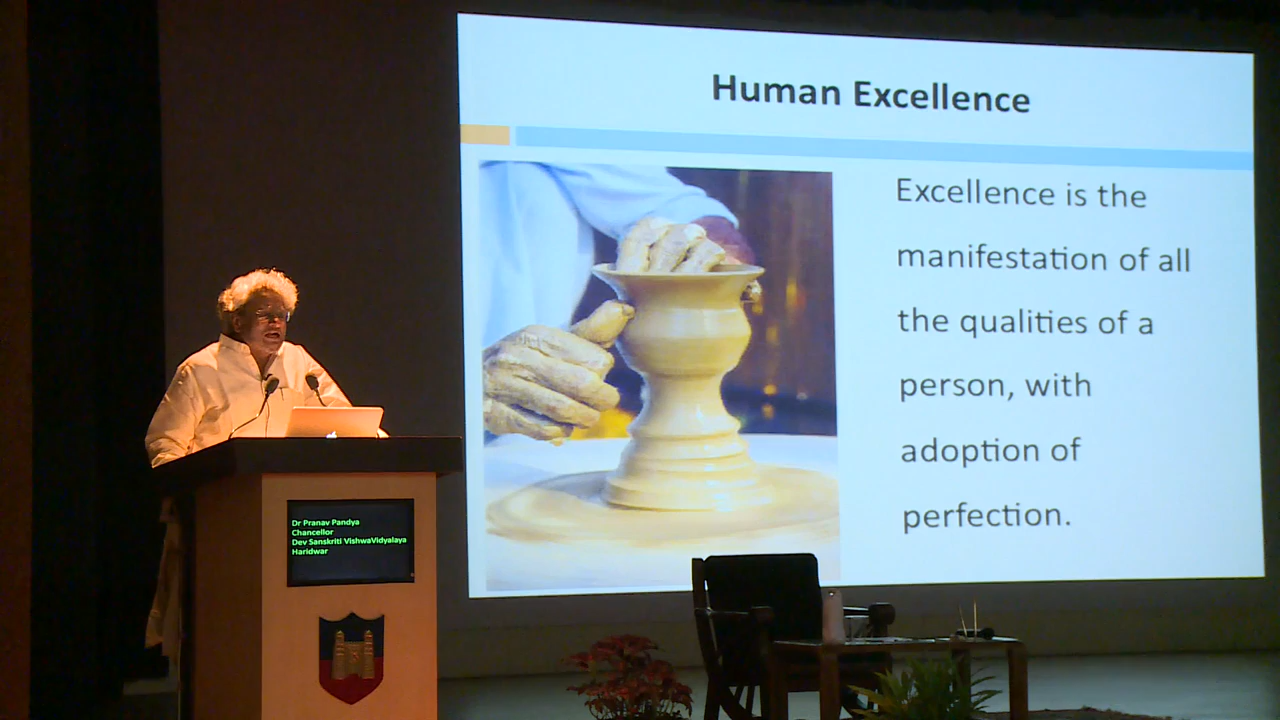 Human Excellence
Excellence is the
manifestation of all
the qualities of a
person, with
adoption of
perfection.
Dr Pranav Pandya
Chancellor
Dev Sanskriti VishwaVidyalaya
Haridwar